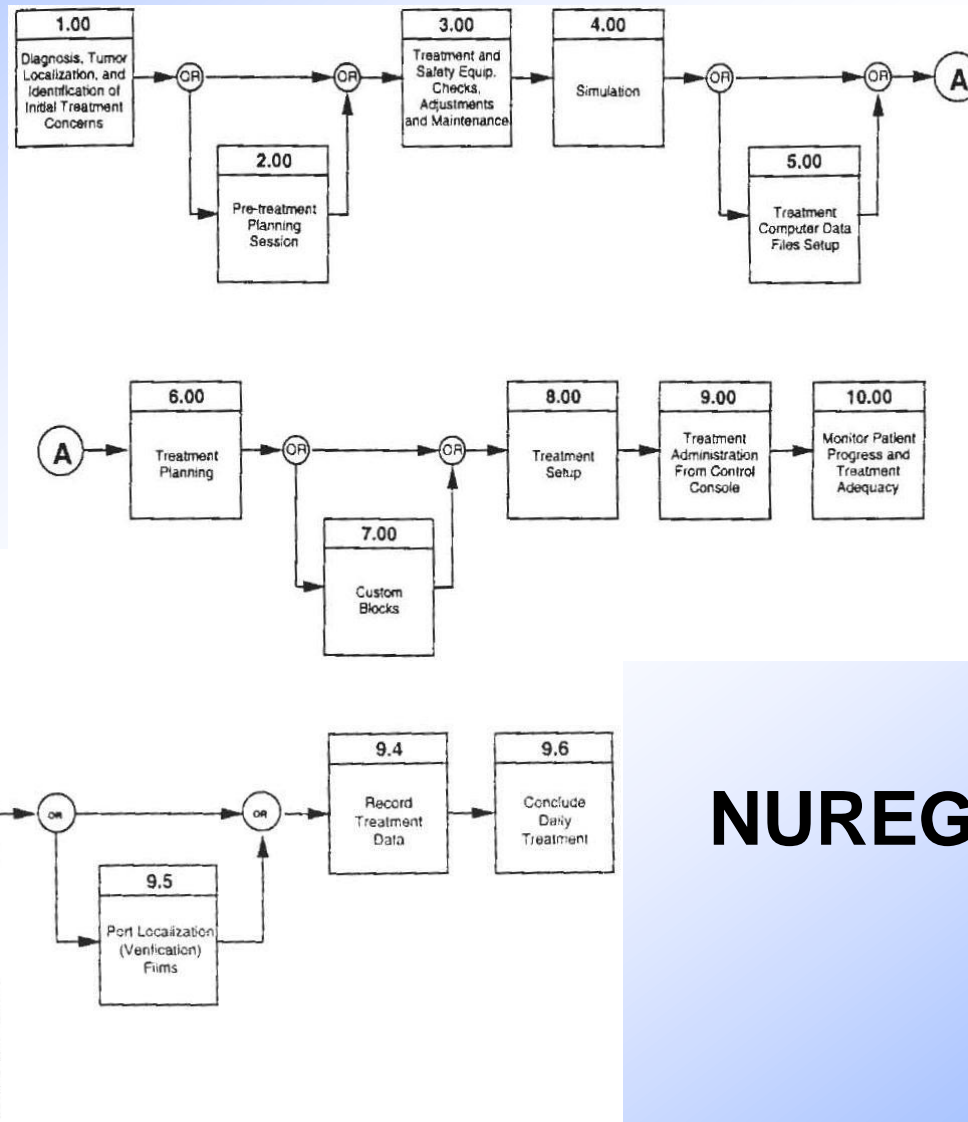 1.00
Diagnosis, Tumor
Localization, and
Identification of
Initial Treatment
Concerns
OR
OR
2.00
Pre-treatment
Planning
Session
3.00
Treatment and
Safety Equip.
Checks,
Adjustments
and Maintenance
4.00
Simulation
OR
OR
A
5.00
Treatment
Computer Data
Files Setup
A
6.00
Treatment
Planning
OR
OR
7.00
Custom
Blocks
8.00
Treatment
Setup
9.00
Treatment
Administration
From Control
Console
10.00
Monitor Patient
Progress and
Treatment
Adequacy
OR
OR
9.5
Port Localization
(Verification)
Films
9.4
Record
Treatment
Data
9.6
Conclude
Daily
Treatment
NUREG